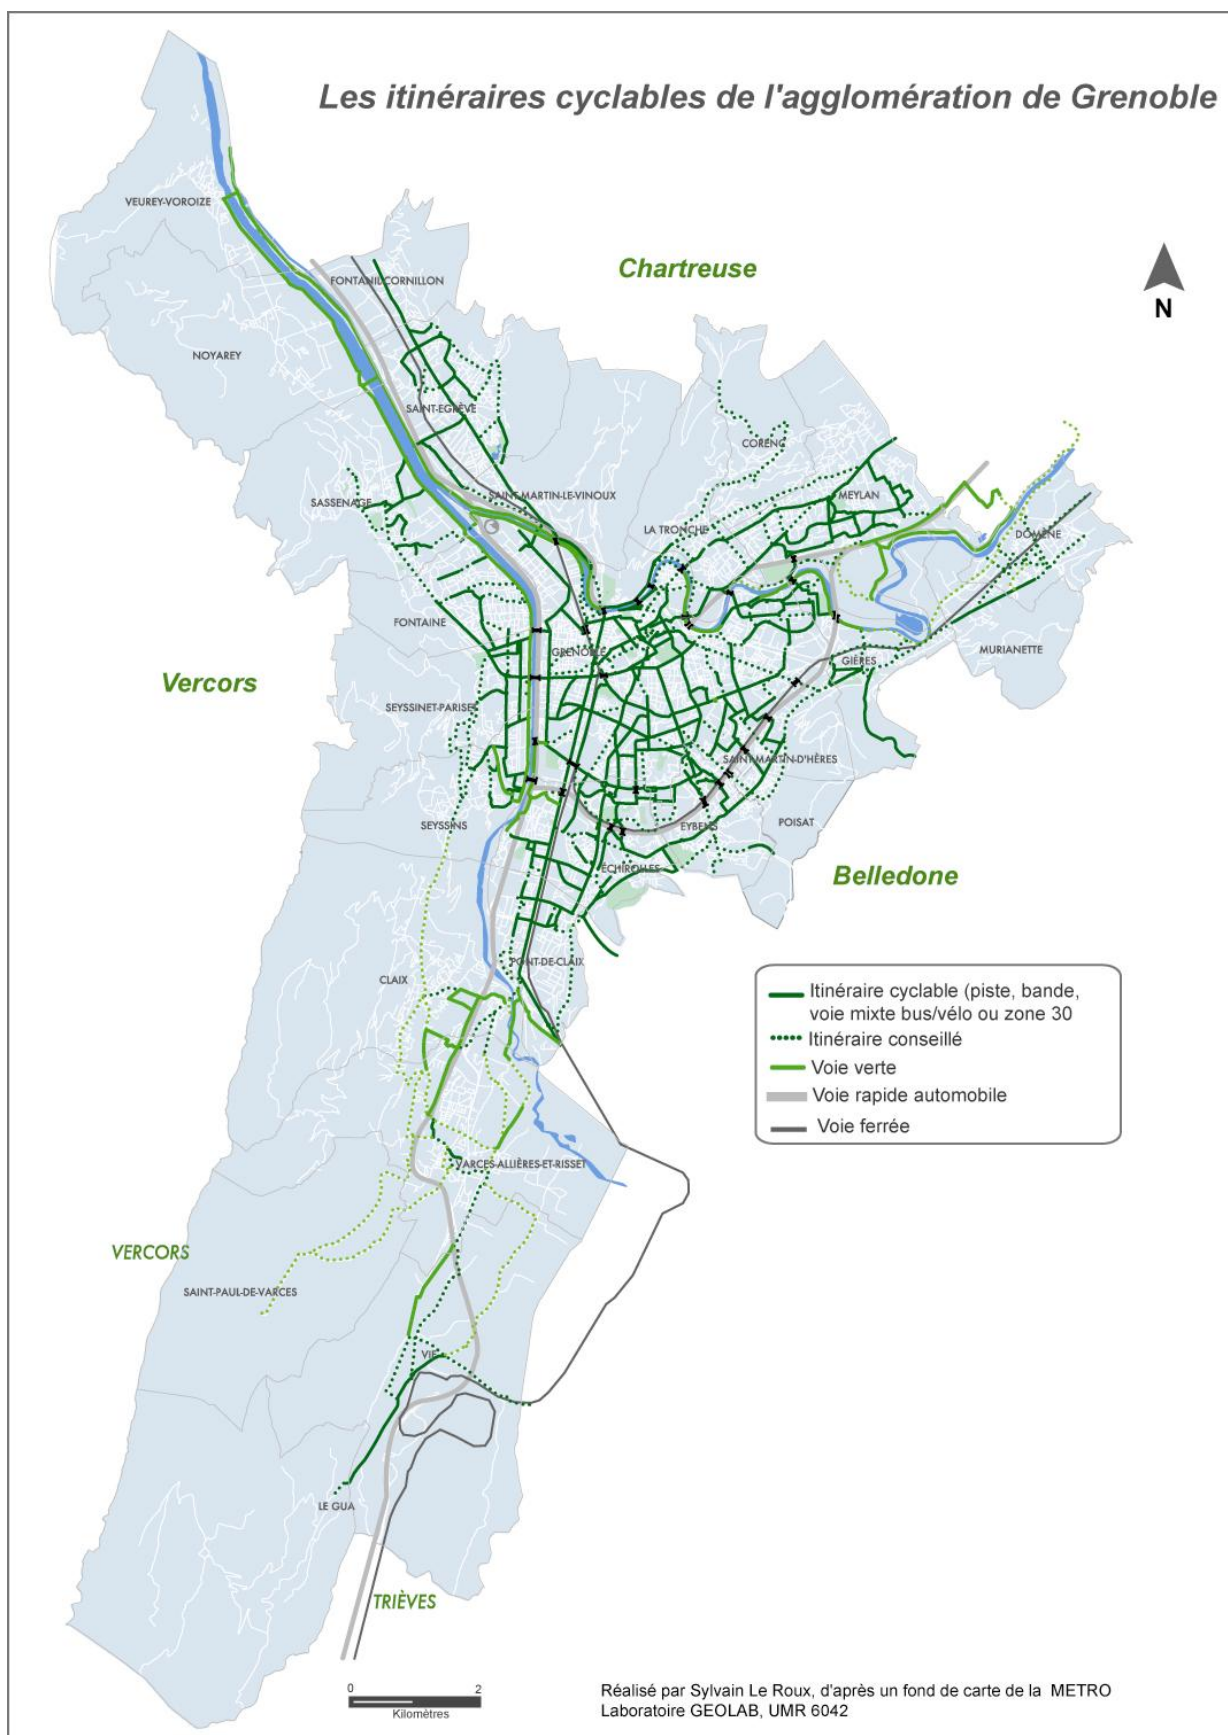 Les itinéraires cyclables de l'agglomération de Grenoble
VEUREY-VOROIZE
Chartreuse
FONTANIL-CORNILLON
N
NOYAREY
SAINT-EGRÈVE
CORENC
SASSENAGE
SAINT-MARTIN-LE-VINOUX
MEYLAN
LA TRONCHE
DOMÈNE
FONTAINE
GRENOBLE
MURIANETTE
GIÈRES
Vercors
SEYSSINET-PARISET
SAINT-MARTIN-D'HÈRES
SEYSSINS
EYBENS
POISAT
ÉCHIROLLES
Belledone
PONT-DE-CLAIX
CLAIX
Itinéraire cyclable (piste, bande,
voie mixte bus/vélo ou zone 30
Itinéraire conseillé
Voie verte
Voie rapide automobile
Voie ferrée
VARCES-ALLIÈRES-ET-RISSET
VERCORS
SAINT-PAUL-DE-VARCES
VIF
LE GUA
TRIÈVES
0 2
Kilomètres
Réalisé par Sylvain Le Roux, d'après un fond de carte de la METRO
Laboratoire GEOLAB, UMR 6042